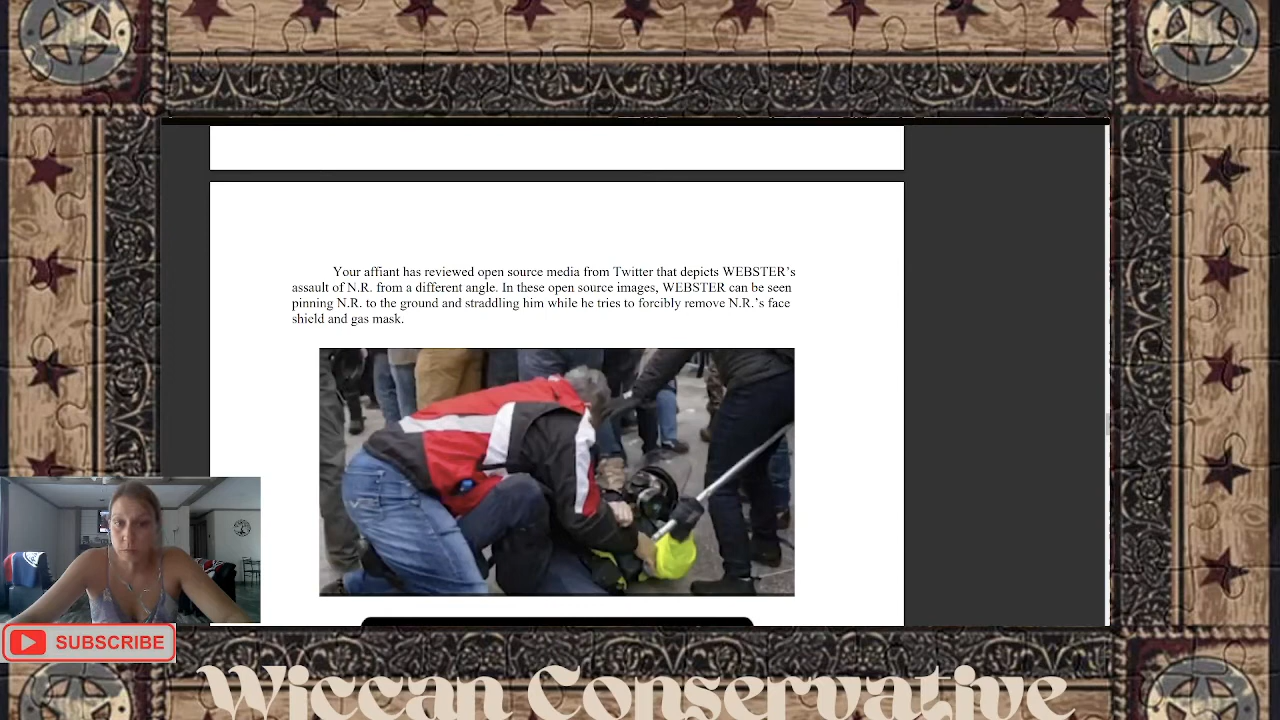 Your affiant has reviewed open source media from Twitter that depicts WEBSTER's
assault of N.R. from a different angle. In these open source images, WEBSTER can be seen
pinning N.R. to the ground and straddling him while he tries to forcibly remove N.R.'s face
shield and gas mask.
SUBSCRIBE
Wiccan Conservative